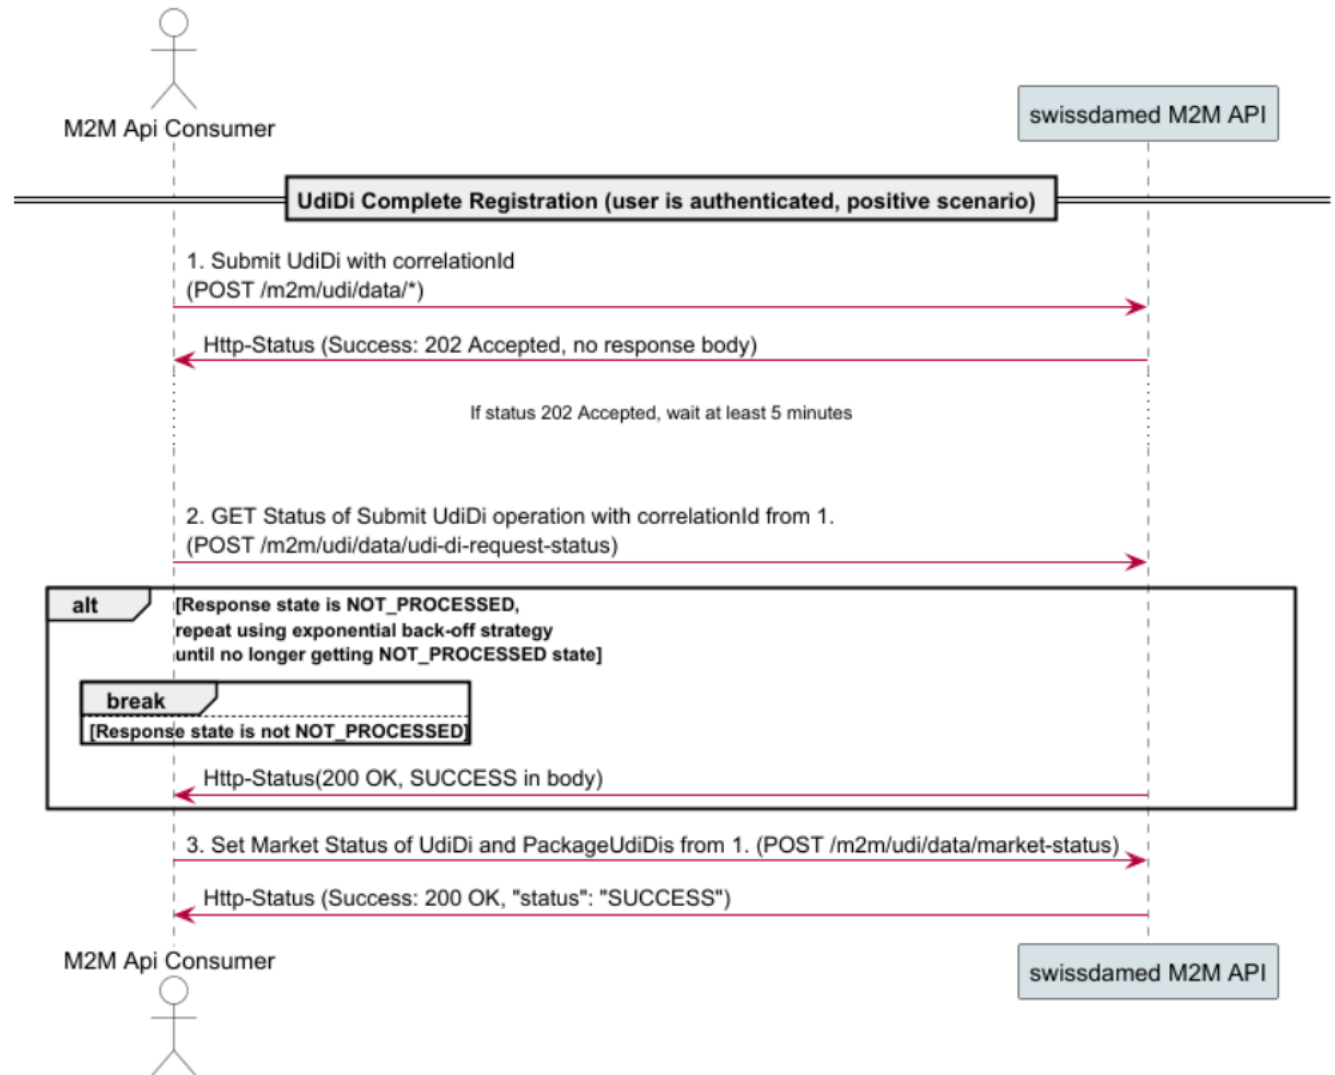 M2M Api Consumer
swissdamed M2M API
UdiDi Complete Registration (user is authenticated, positive scenario)
1. Submit UdiDi with correlationId
(POST /m2m/udi/data/*)
Http-Status (Success: 202 Accepted, no response body)
If status 202 Accepted, wait at least 5 minutes
2. GET Status of Submit UdiDi operation with correlationId from 1.
(POST /m2m/udi/data/udi-di-request-status)
alt
[Response state is NOT_PROCESSED,
repeat using exponential back-off strategy
until no longer getting NOT_PROCESSED state]
break
[Response state is not NOT_PROCESSED]
Http-Status(200 OK, SUCCESS in body)
3. Set Market Status of UdiDi and PackageUdiDis from 1. (POST /m2m/udi/data/market-status)
Http-Status (Success: 200 OK, "status": "SUCCESS")
M2M Api Consumer
swissdamed M2M API